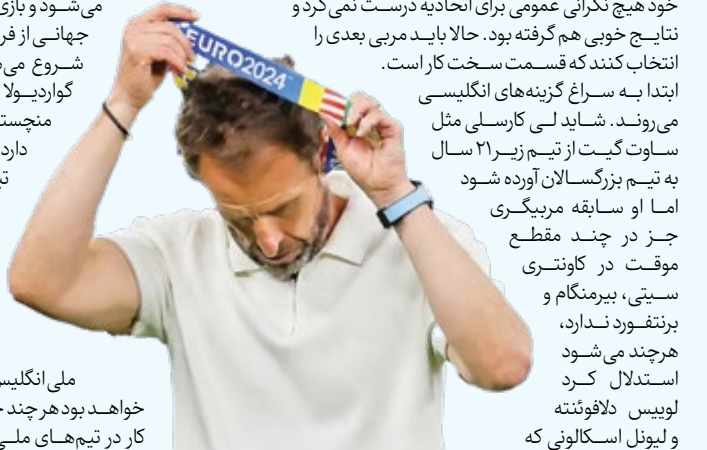 خود هیچ نگرانی عمومی برای اتحادیه درست نمی‌کرد و
نتایج خوبی هم گرفته بود. حالا باید مربی بعدی را
انتخاب کنند که قسمت سخت کار است.
ابتدا به سراغ گزینه‌های انگلیسی
می‌روند. شاید لی کارسلی مثل
ساوت گیت از تیم زیر ۲۱ سال
به تیم بزرگسالان آورده شود
اما او سابقه مربیگری
جز در چند مقطع
موقت در کاونتری
سیتی، بیرمنگام و
برنتفورد ندارد،
هرچند می‌شود
استدلال کرد
لوییس دلافوئنته
و لیونل اسکالونی که
EURO2024
می‌شود و بازی
جهانی از فر
شروع می
گواردیولا
منچست
دارد
ملی انگلیس
خواهد بود هر چند
کار در تیم‌های ملی